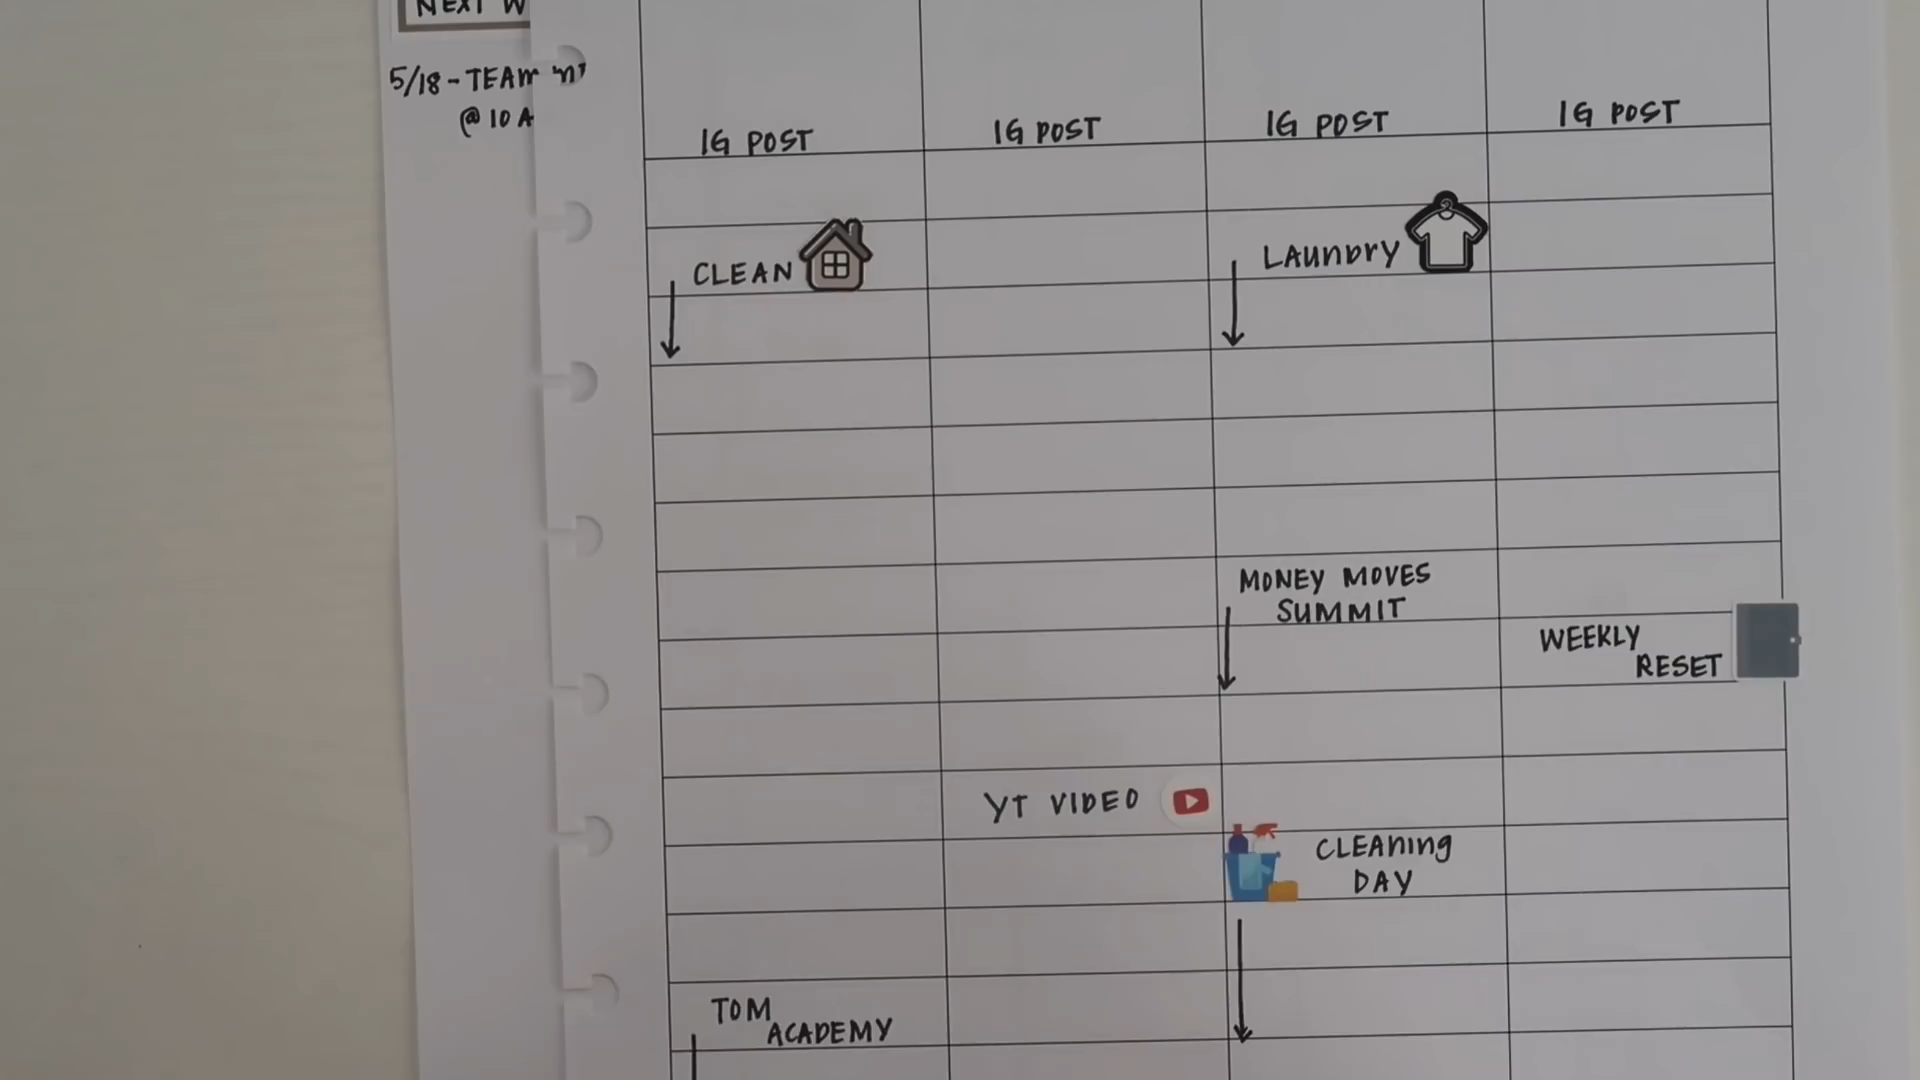 NEXT W
5/18 - TEAM
@ 10 A
IG POST
IG POST
IG POST
IG POST
CLEAN
LAUNDRY
MONEY MOVES
SUMMIT
WEEKLY
RESET
YT VIDEO
CLEANING
DAY
TOM
ACADEMY